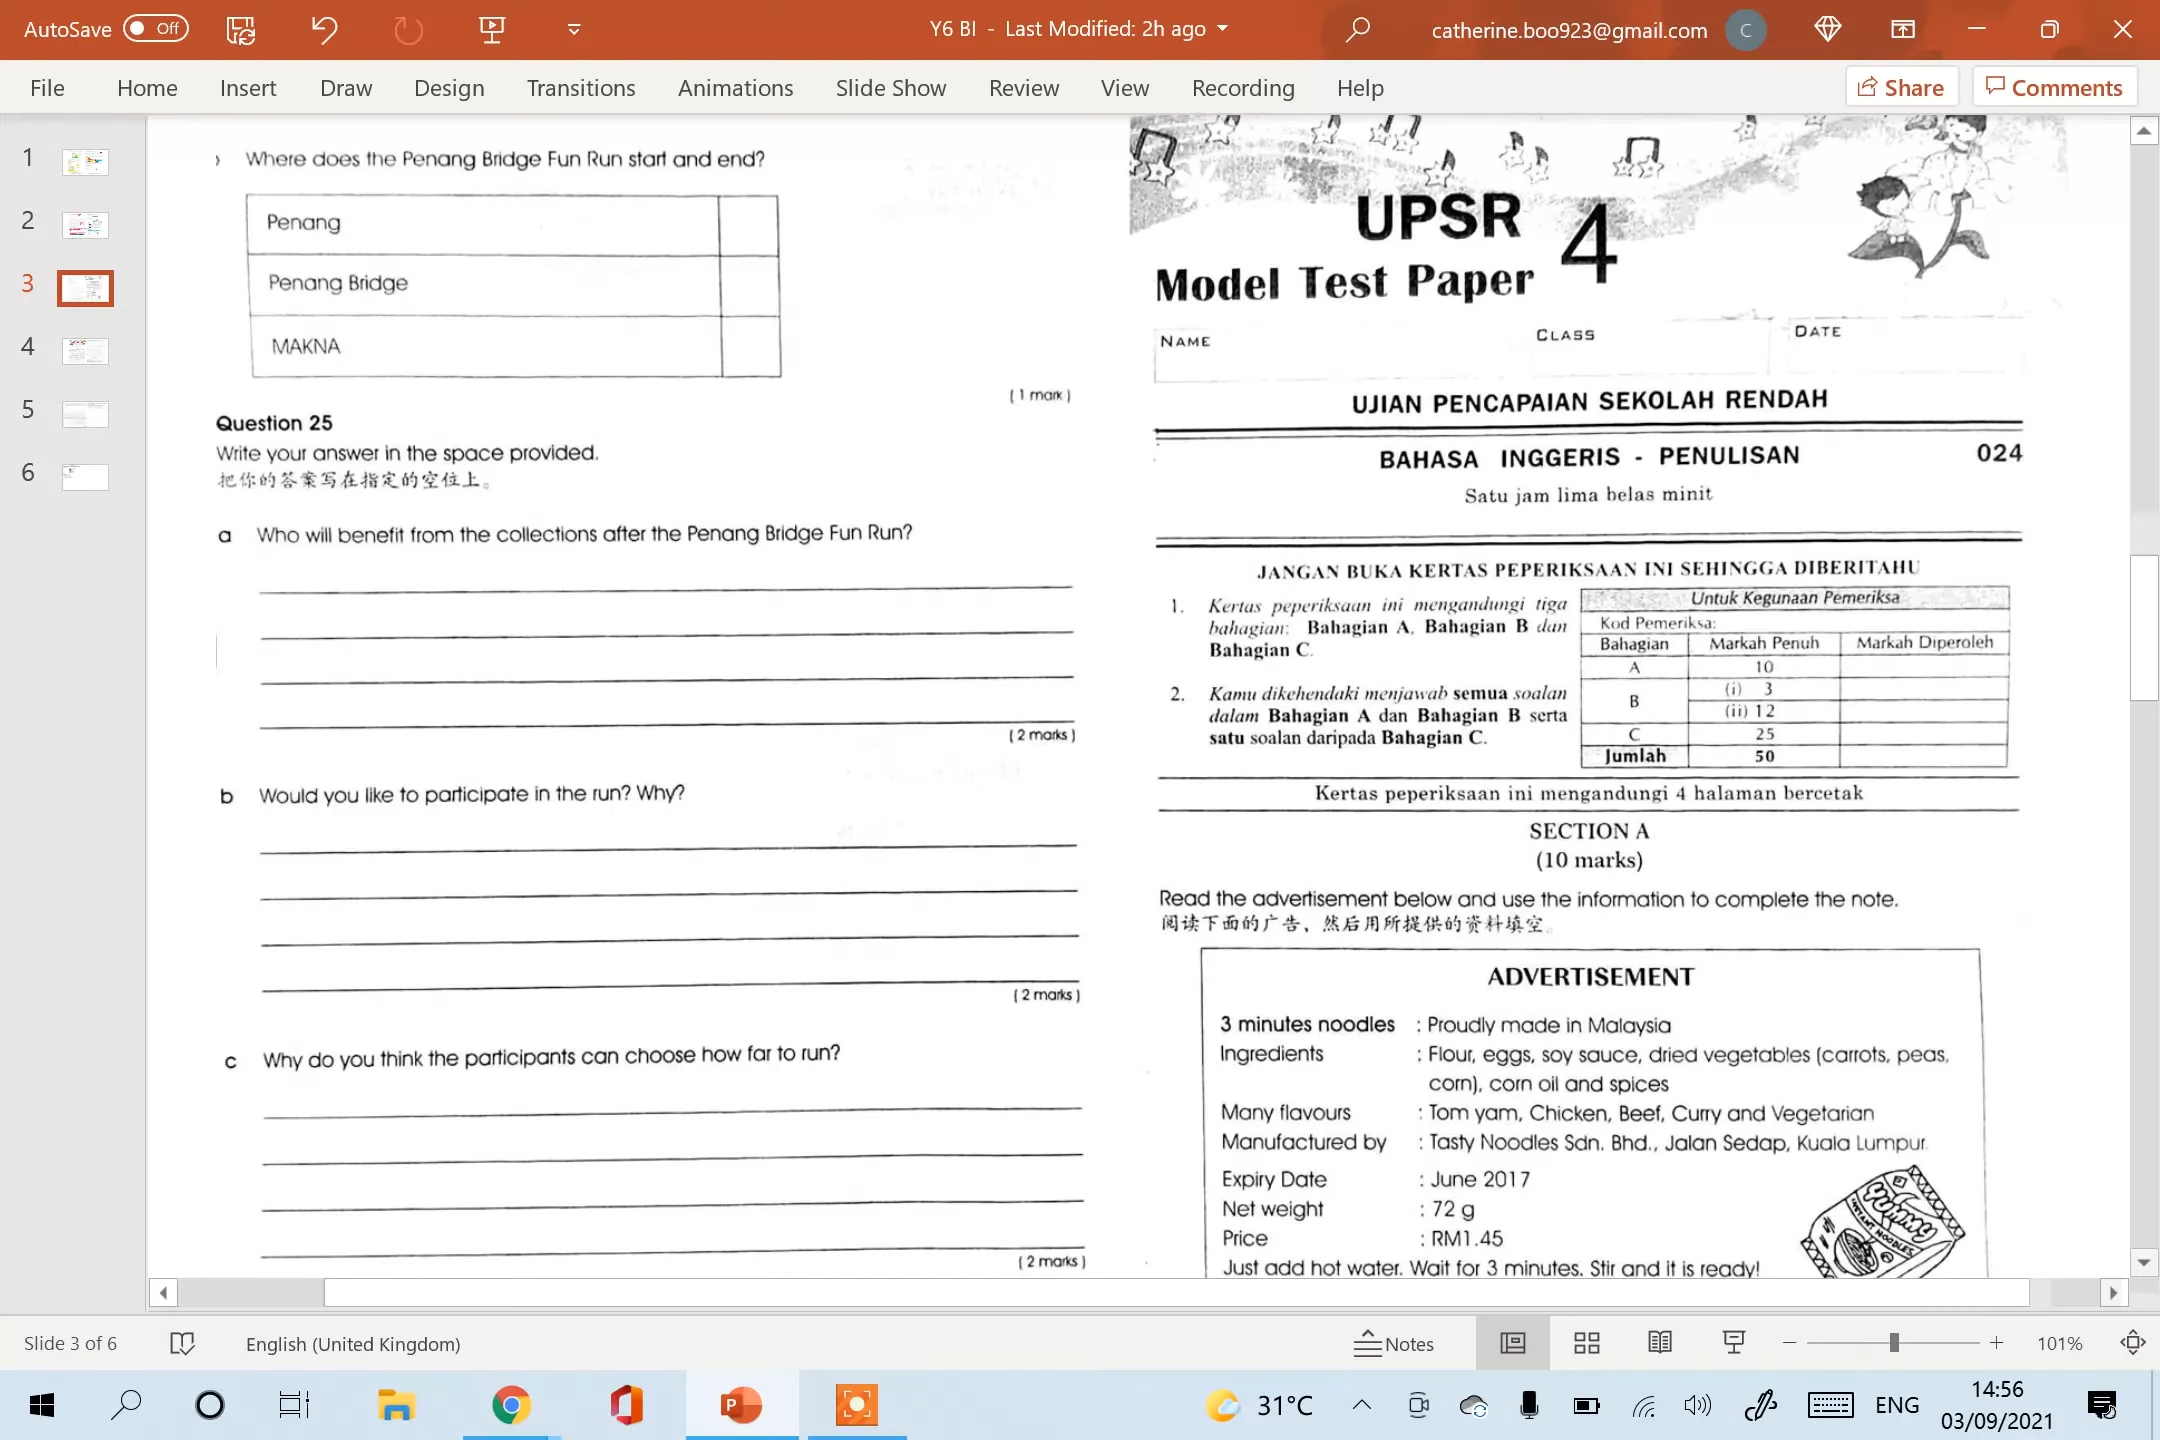 AutoSave Off
Y6 BI - Last Modified: 2h ago
catherine.boo923@gmail.com
C
File Home Insert Draw Design Transitions Animations Slide Show Review View Recording Help Share Comments
1
2
3
4
5
6
Where does the Penang Bridge Fun Run start and end?
Penang
Penang Bridge
MAKNA
( 1 mark )
Question 25
Write your answer in the space provided.
把你的答案写在指定的空位上。
a Who will benefit from the collections after the Penang Bridge Fun Run?
( 2 marks )
b Would you like to participate in the run? Why?
( 2 marks )
c Why do you think the participants can choose how far to run?
( 2 marks )
UPSR 4
Model Test Paper
NAME CLASS DATE
UJIAN PENCAPAIAN SEKOLAH RENDAH
BAHASA INGGERIS - PENULISAN 024
Satu jam lima belas minit
JANGAN BUKA KERTAS PEPERIKSAAN INI SEHINGGA DIBERITAHU
1. Kertas peperiksaan ini mengandungi tiga
bahagian: Bahagian A, Bahagian B dan
Bahagian C.
2. Kamu dikehendaki menjawab semua soalan
dalam Bahagian A dan Bahagian B serta
satu soalan daripada Bahagian C.
Untuk Kegunaan Pemeriksa
Kod Pemeriksa:
Bahagian Markah Penuh Markah Diperoleh
A 10
B (i) 3
(ii) 12
C 25
Jumlah 50
Kertas peperiksaan ini mengandungi 4 halaman bercetak
SECTION A
(10 marks)
Read the advertisement below and use the information to complete the note.
阅读下面的广告，然后用所提供的资料填空。
ADVERTISEMENT
3 minutes noodles : Proudly made in Malaysia
Ingredients : Flour, eggs, soy sauce, dried vegetables (carrots, peas,
corn), corn oil and spices
Many flavours : Tom yam, Chicken, Beef, Curry and Vegetarian
Manufactured by : Tasty Noodles Sdn. Bhd., Jalan Sedap, Kuala Lumpur.
Expiry Date : June 2017
Net weight : 72 g
Price : RM1.45
Just add hot water. Wait for 3 minutes. Stir and it is ready!
YUMMY
INSTANT NOODLES
Slide 3 of 6
English (United Kingdom)
Notes
101%
31°C
ENG
14:56
03/09/2021